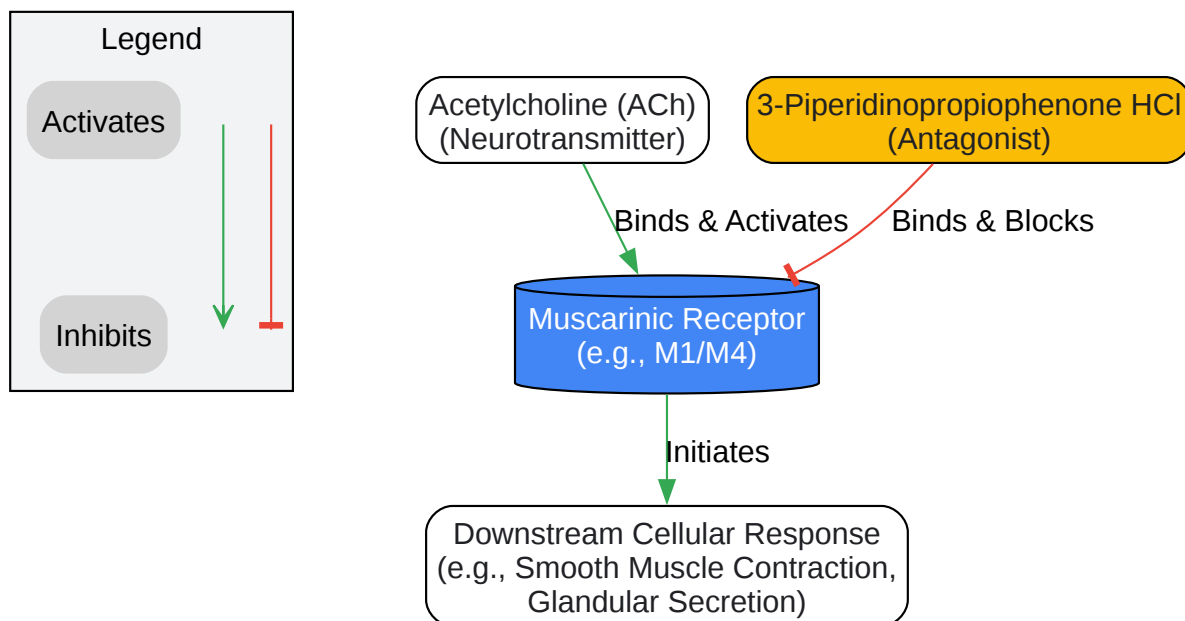 Legend
Activates
Inhibits
Acetylcholine (ACh)
(Neurotransmitter)
3-Piperidinopropiophenone HCl
(Antagonist)
Binds & Activates
Binds & Blocks
Muscarinic Receptor
(e.g., M1/M4)
Initiates
Downstream Cellular Response
(e.g., Smooth Muscle Contraction,
Glandular Secretion)